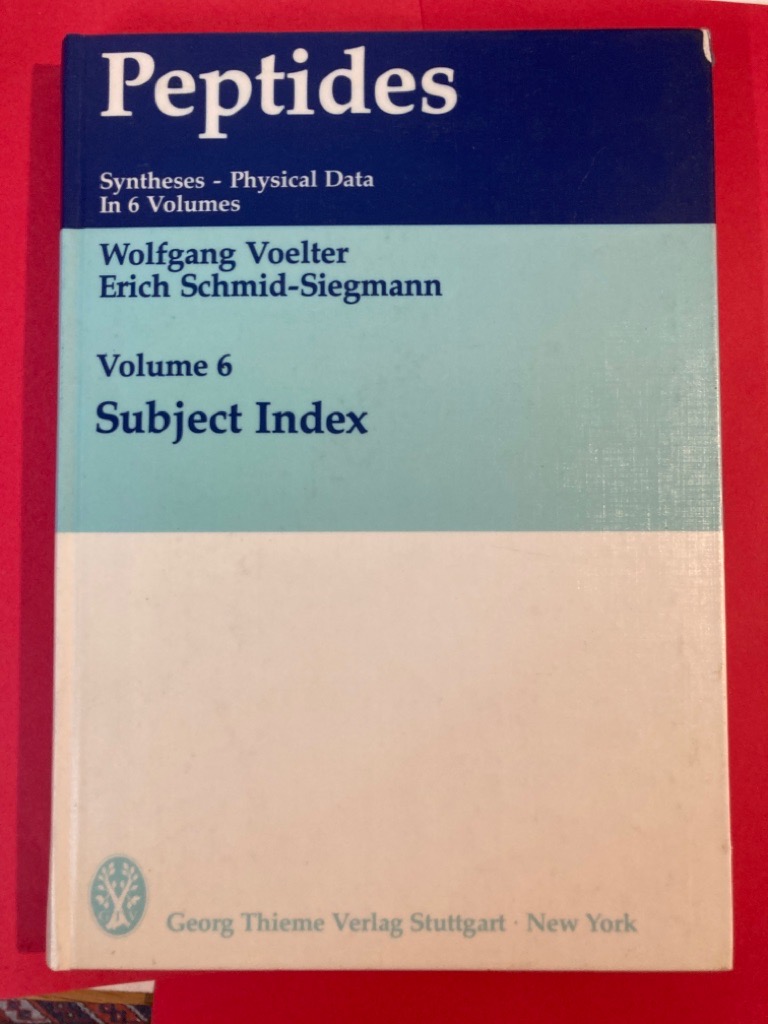 Peptides
Syntheses - Physical Data
In 6 Volumes
Wolfgang Voelter
Erich Schmid-Siegmann
Volume 6
Subject Index
Georg Thieme Verlag Stuttgart · New York